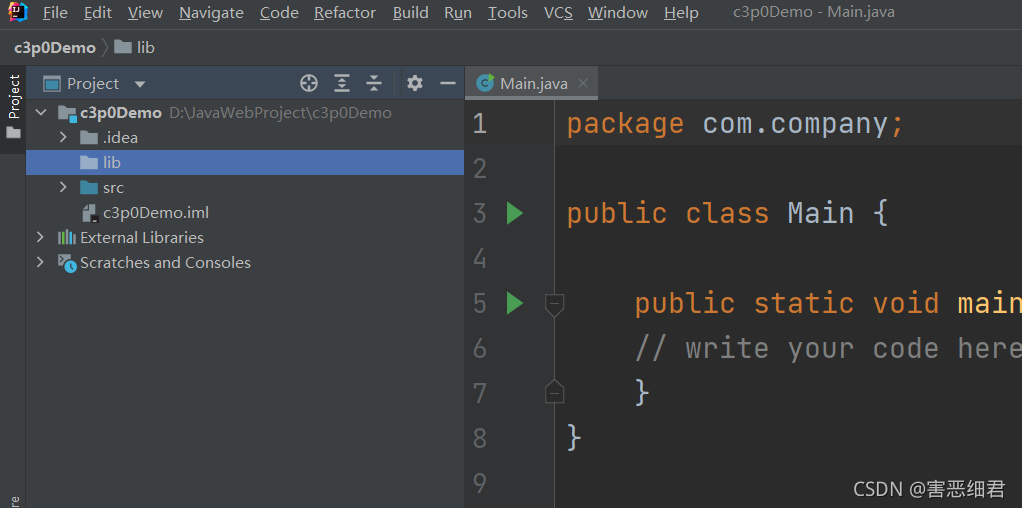 File Edit View Navigate Code Refactor Build Run Tools VCS Window Help c3p0Demo - Main.java
c3p0Demo lib
Project
Project
Main.java
c3p0Demo D:\JavaWebProject\c3p0Demo
.idea
lib
src
c3p0Demo.iml
External Libraries
Scratches and Consoles
1 package com.company;
2
3 public class Main {
4
5 public static void main
6 // write your code here
7 }
8 }
9
CSDN @害恶细君